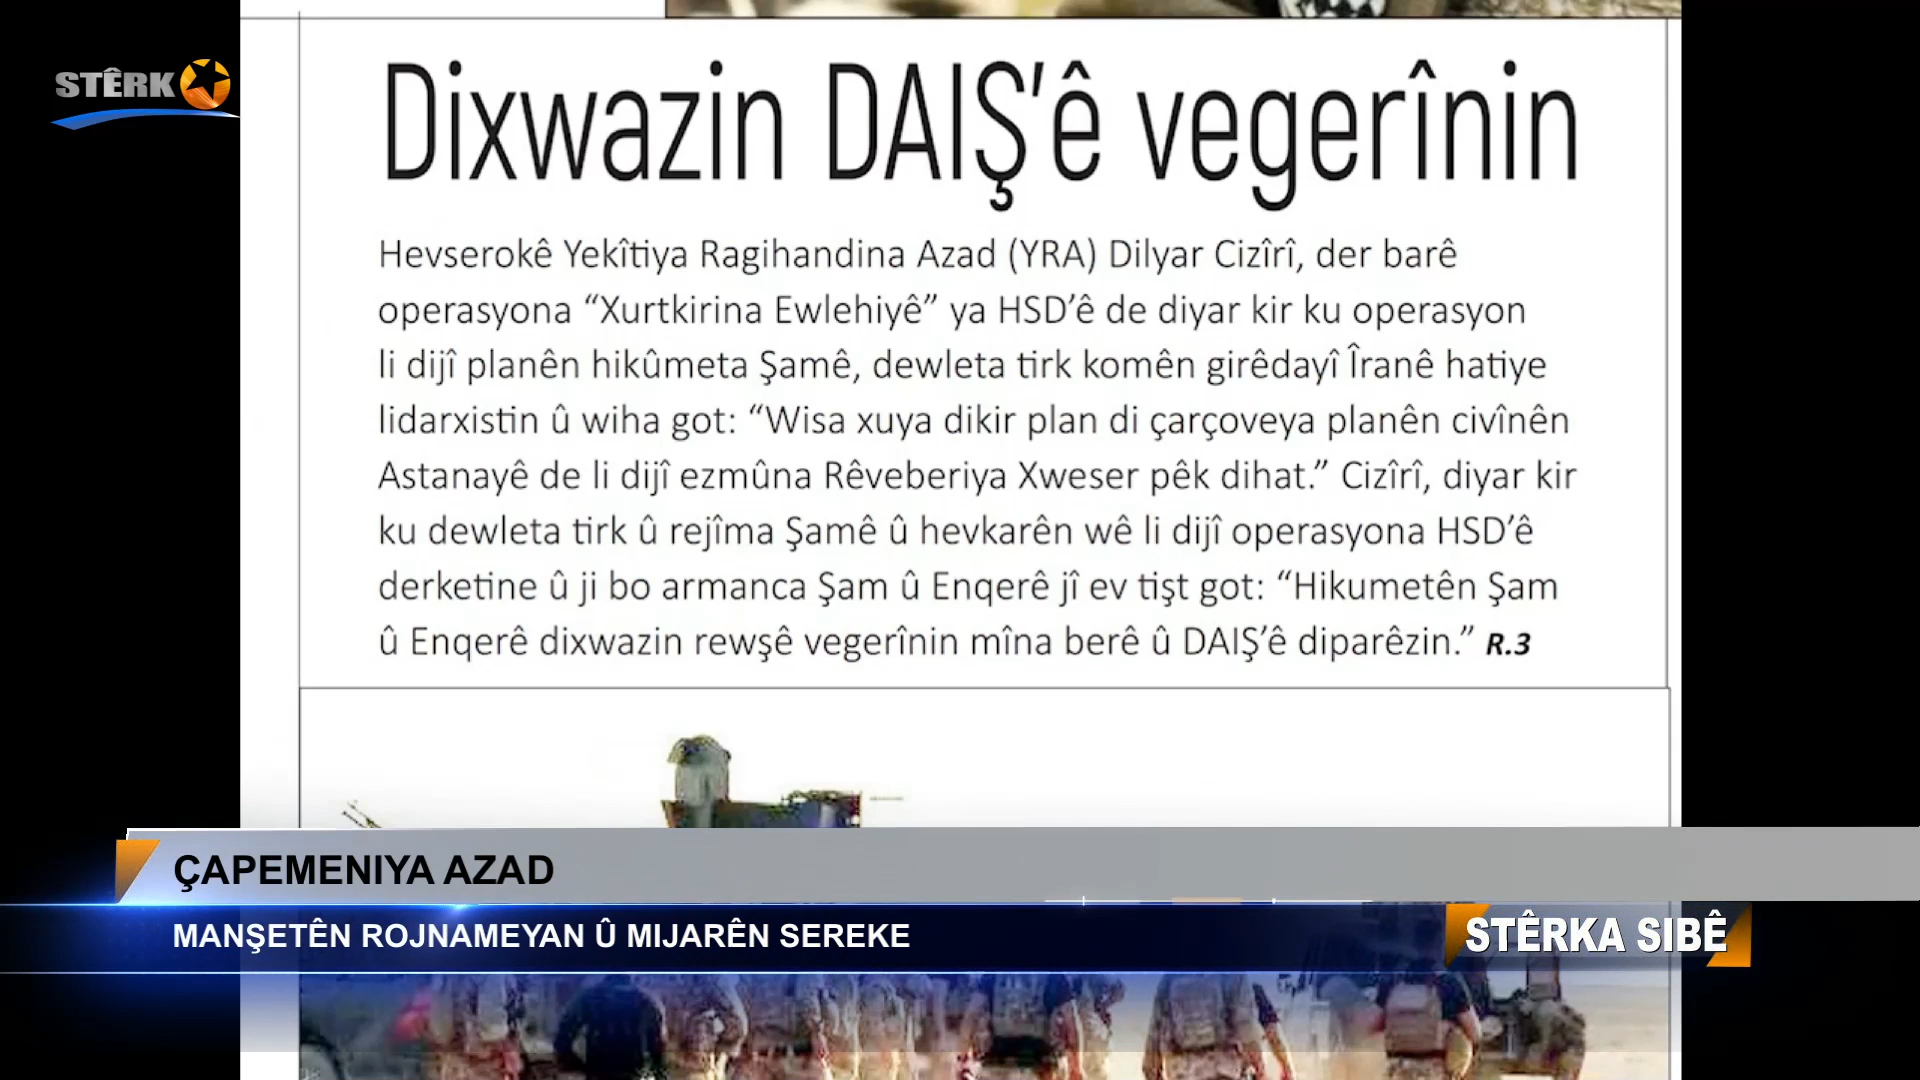 STÊRK
Dixwazin DAIŞ’ê vegerînin
Hevserokê Yekîtiya Ragihandina Azad (YRA) Dilyar Cizîrî, der barê
operasyona “Xurtkirina Ewlehiyê” ya HSD’ê de diyar kir ku operasyon
li dijî planên hikûmeta Şamê, dewleta tirk komên girêdayî Îranê hatiye
lidarxistin û wiha got: “Wisa xuya dikir plan di çarçoveya planên civînên
Astanayê de li dijî ezmûna Rêveberiya Xweser pêk dihat.” Cizîrî, diyar kir
ku dewleta tirk û rejîma Şamê û hevkarên wê li dijî operasyona HSD’ê
derketine û ji bo armanca Şam û Enqerê jî ev tişt got: “Hikumetên Şam
û Enqerê dixwazin rewşê vegerînin mîna berê û DAIŞ’ê diparêzin.” R.3
ÇAPEMENIYA AZAD
MANŞETÊN ROJNAMEYAN Û MIJARÊN SEREKE
STÊRKA SIBÊ